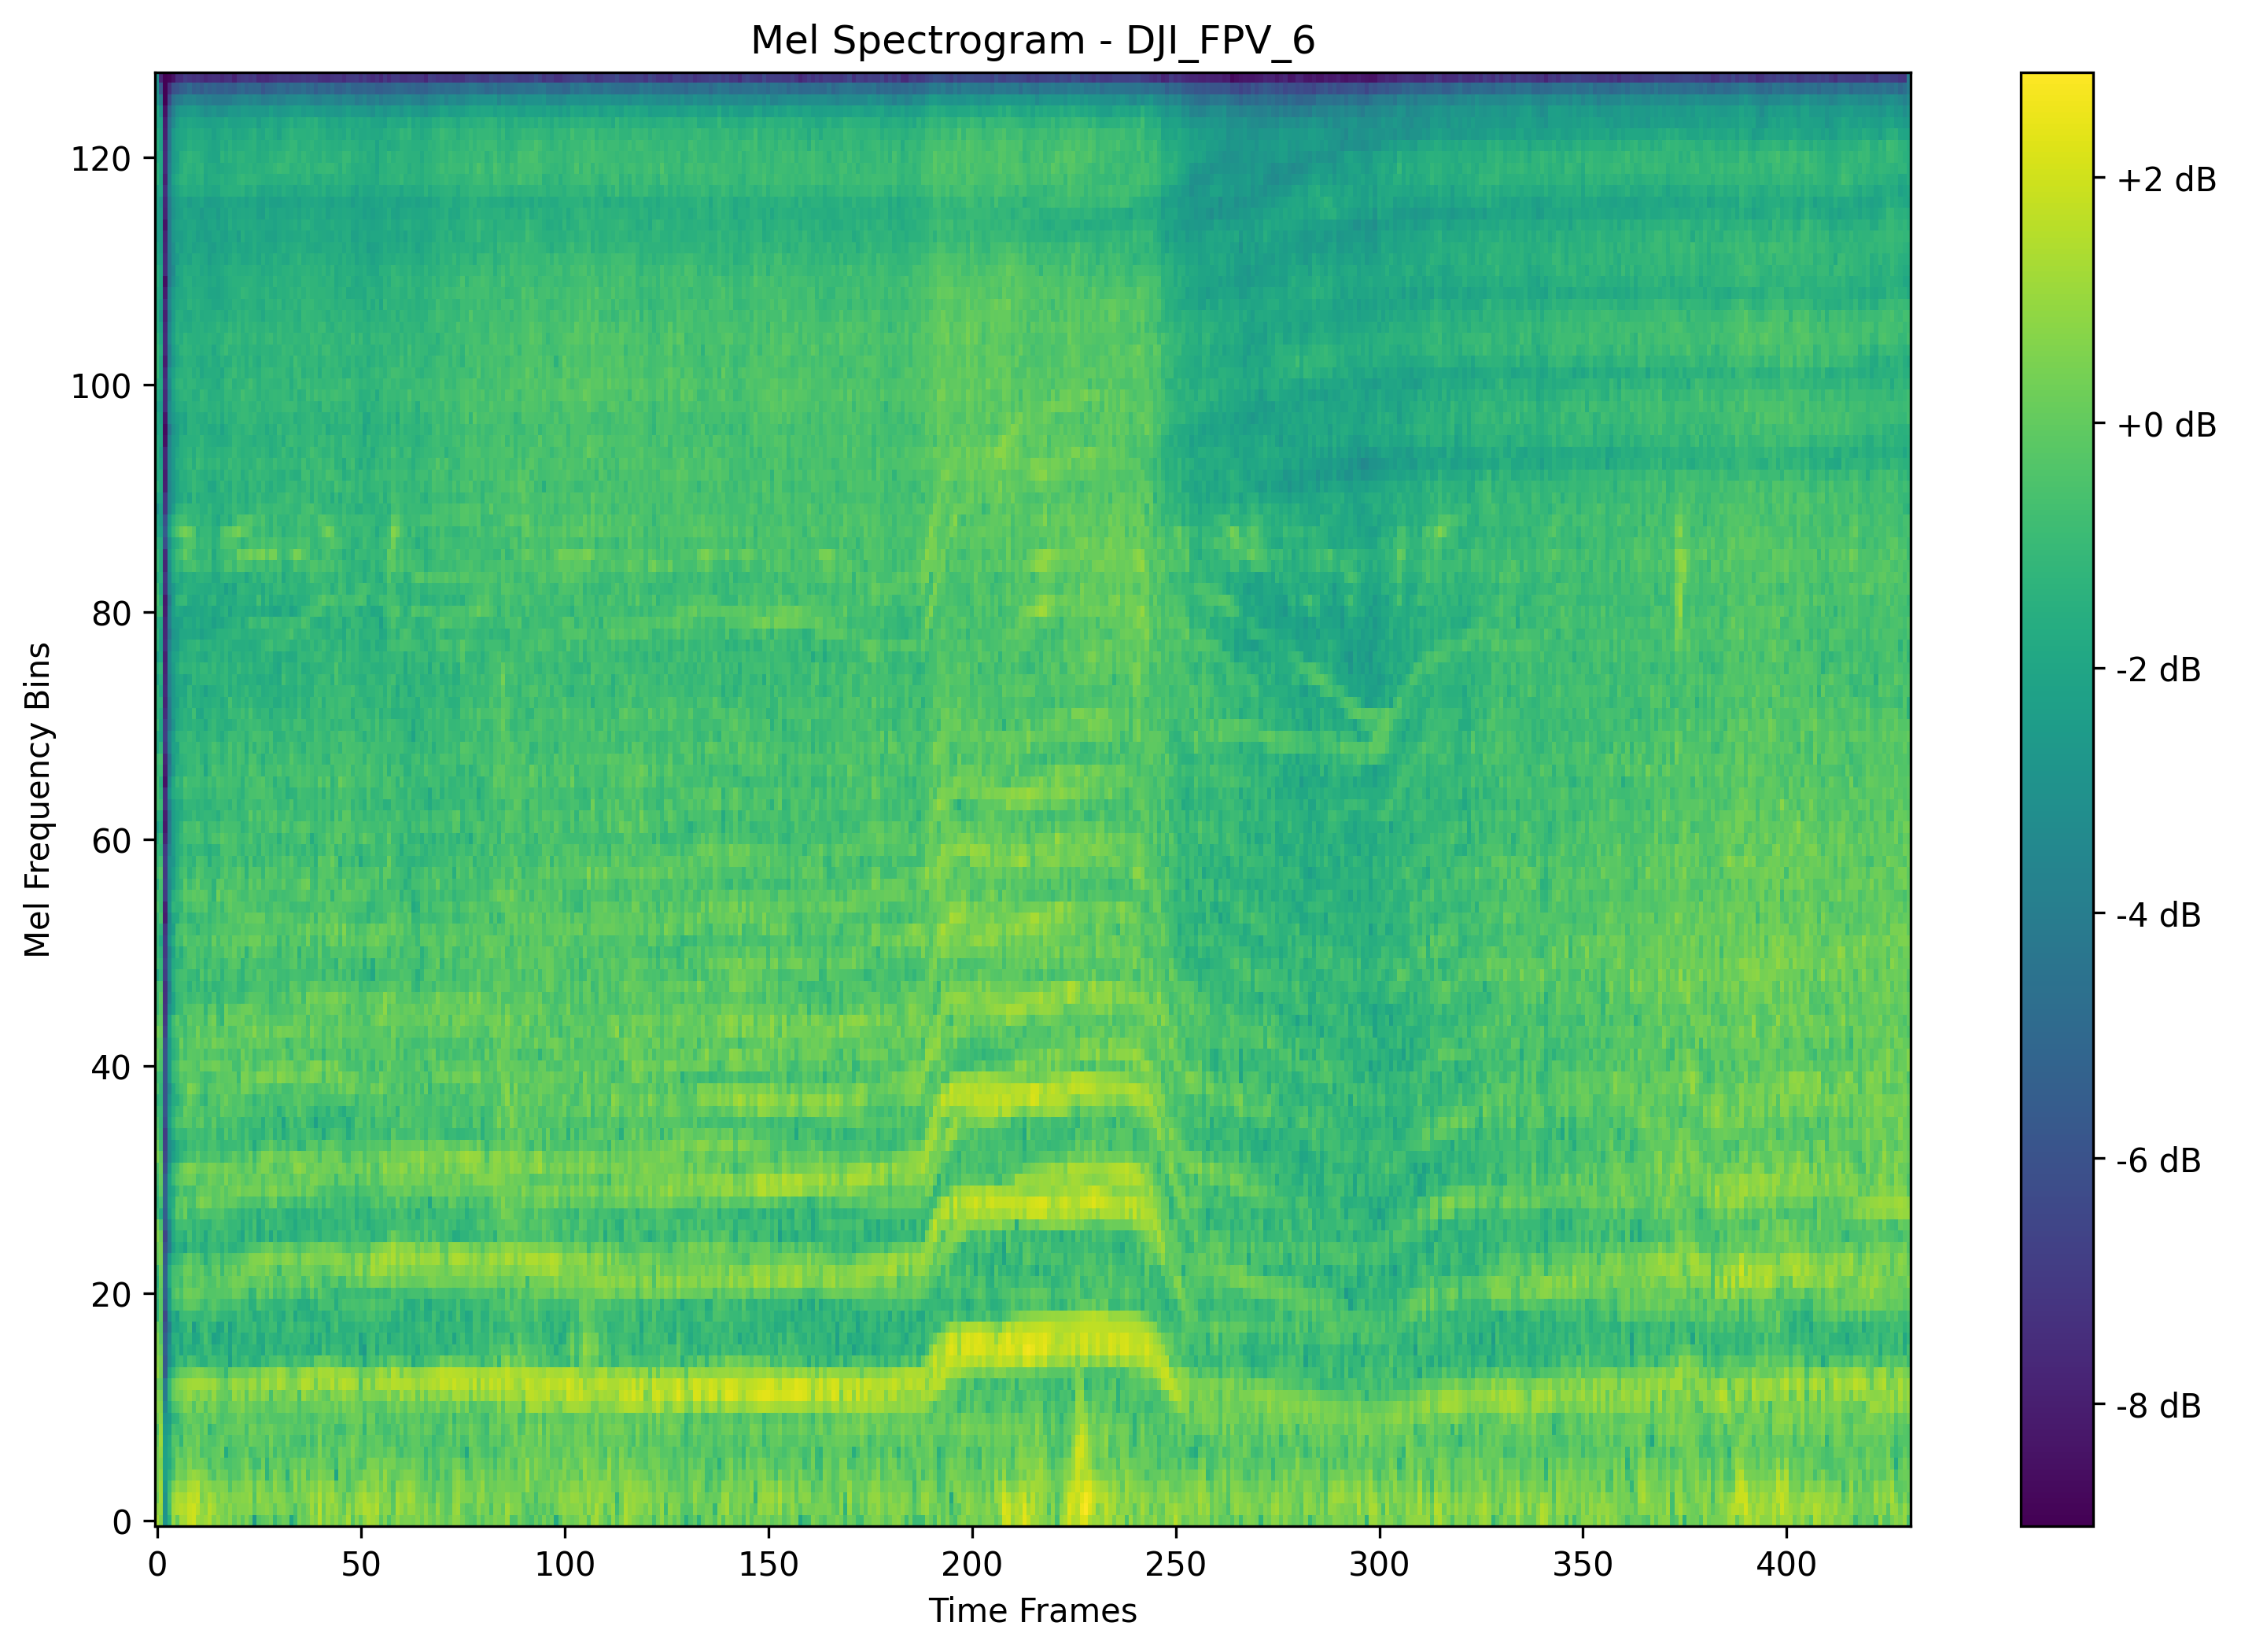 Mel Spectrogram - DJI_FPV_6
Mel Frequency Bins
120
100
80
60
40
20
0
0 50 100 150 200 250 300 350 400
Time Frames
+2 dB
+0 dB
-2 dB
-4 dB
-6 dB
-8 dB